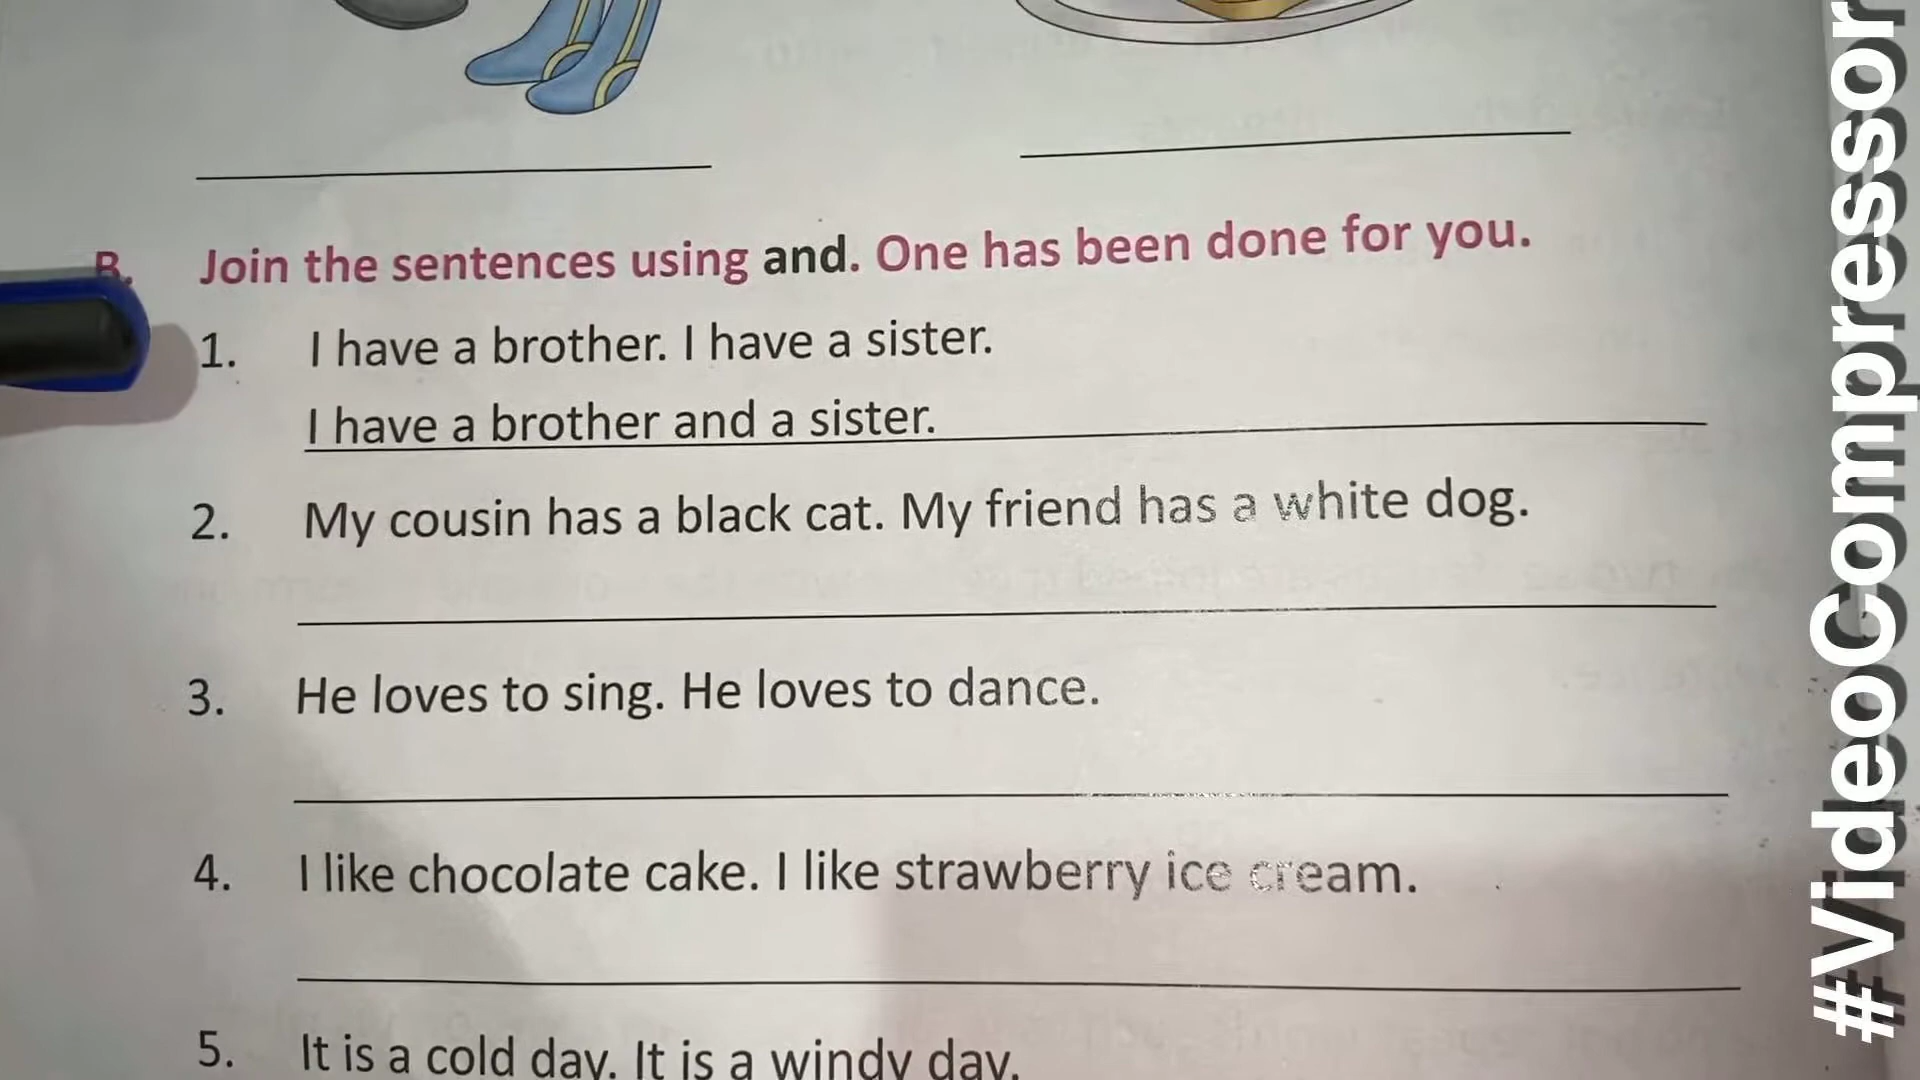 B. Join the sentences using and. One has been done for you.
1. I have a brother. I have a sister.
I have a brother and a sister.
2. My cousin has a black cat. My friend has a white dog.
3. He loves to sing. He loves to dance.
4. I like chocolate cake. I like strawberry ice cream.
5. It is a cold day. It is a windy day.
#VideoCompressor